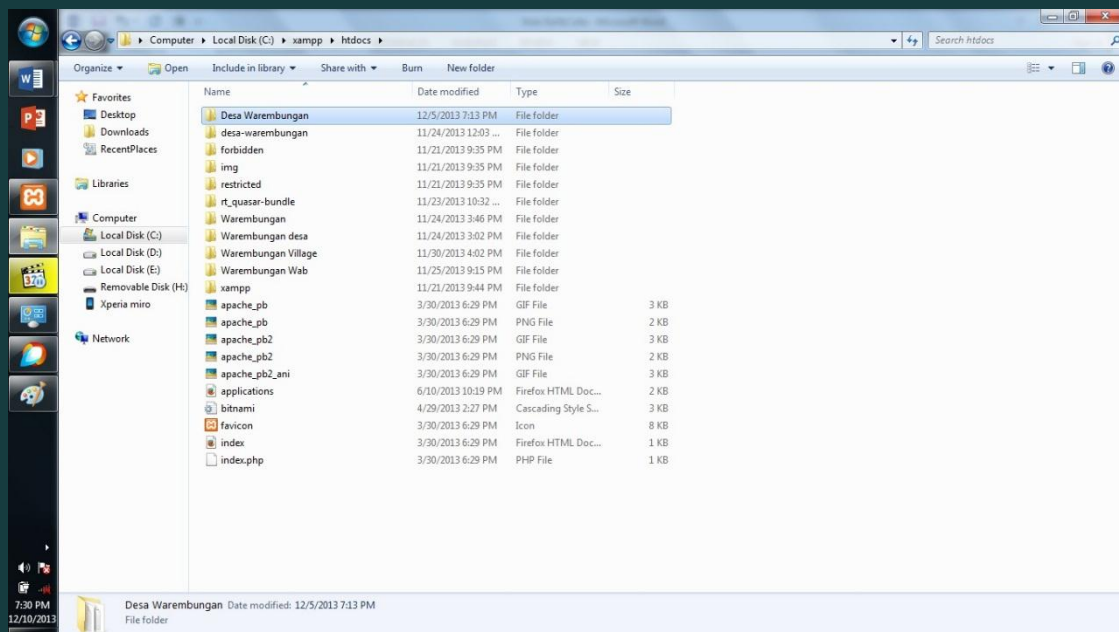 Computer ▸ Local Disk (C:) ▸ xampp ▸ htdocs ▸
Search htdocs
Organize Open Include in library Share with Burn New folder
Favorites
Desktop
Downloads
RecentPlaces
Libraries
Computer
Local Disk (C:)
Local Disk (D:)
Local Disk (E:)
Removable Disk (H:)
Xperia miro
Network
Name Date modified Type Size
Desa Warembungan 12/5/2013 7:13 PM File folder
desa-warembungan 11/24/2013 12:03 ... File folder
forbidden 11/21/2013 9:35 PM File folder
img 11/21/2013 9:35 PM File folder
restricted 11/21/2013 9:35 PM File folder
rt_quasar-bundle 11/23/2013 10:32 ... File folder
Warembungan 11/24/2013 3:46 PM File folder
Warembungan desa 11/24/2013 3:02 PM File folder
Warembungan Village 11/30/2013 4:02 PM File folder
Warembungan Wab 11/25/2013 9:15 PM File folder
xampp 11/21/2013 9:44 PM File folder
apache_pb 3/30/2013 6:29 PM GIF File 3 KB
apache_pb 3/30/2013 6:29 PM PNG File 2 KB
apache_pb2 3/30/2013 6:29 PM GIF File 3 KB
apache_pb2 3/30/2013 6:29 PM PNG File 2 KB
apache_pb2_ani 3/30/2013 6:29 PM GIF File 3 KB
applications 6/10/2013 10:19 PM Firefox HTML Doc... 2 KB
bitnami 4/29/2013 2:27 PM Cascading Style S... 3 KB
favicon 3/30/2013 6:29 PM Icon 8 KB
index 3/30/2013 6:29 PM Firefox HTML Doc... 1 KB
index.php 3/30/2013 6:29 PM PHP File 1 KB
7:30 PM
12/10/2013
Desa Warembungan Date modified: 12/5/2013 7:13 PM
File folder